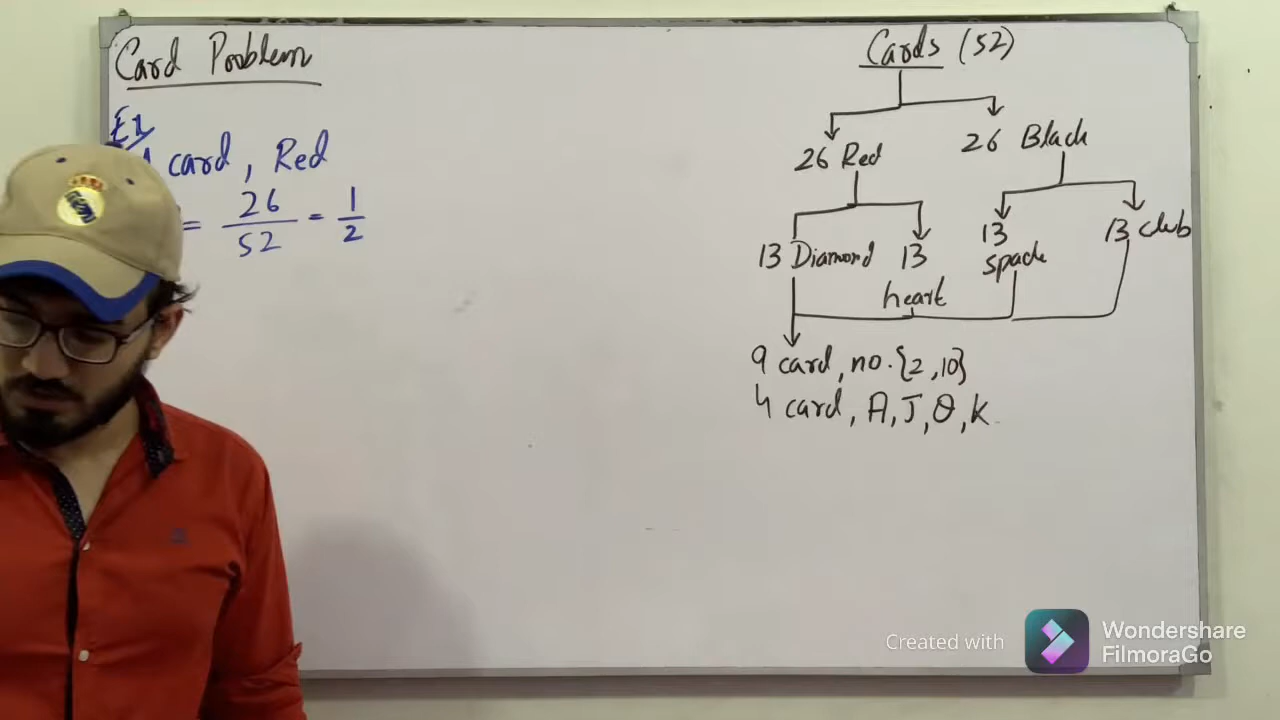 Card Problem
E1
card, Red
= 26/52 = 1/2
Cards (52)
26 Red
26 Black
13 Diamond
13 heart
13 spade
13 club
9 card, no. {2, 10}
4 card, A, J, Q, K
Created with
Wondershare
FilmoraGo